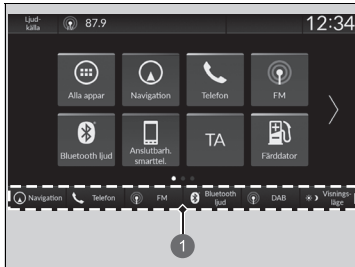 Ljud-
källa
87.9
12:34
Alla appar
Navigation
Telefon
FM
Bluetooth ljud
Anslutbarh.
smarttel.
TA
Färddator
Navigation
Telefon
FM
Bluetooth
ljud
DAB
Visnings-
läge
1